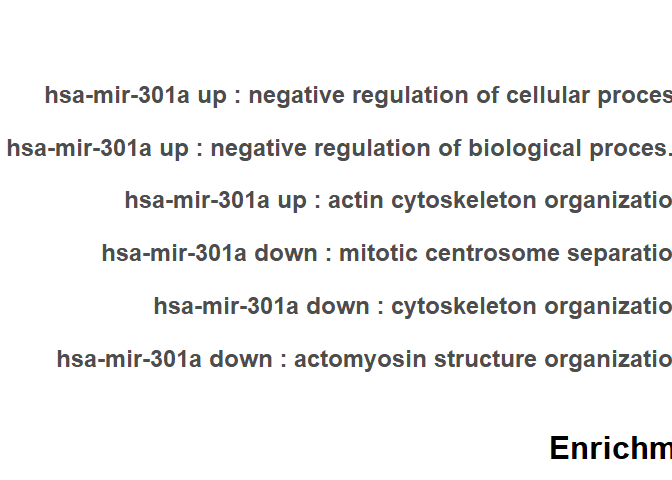 hsa-mir-301a up : negative regulation of cellular proces
hsa-mir-301a up : negative regulation of biological proces.
hsa-mir-301a up : actin cytoskeleton organizatio
hsa-mir-301a down : mitotic centrosome separatio
hsa-mir-301a down : cytoskeleton organizatio
hsa-mir-301a down : actomyosin structure organizatio
Enrichm